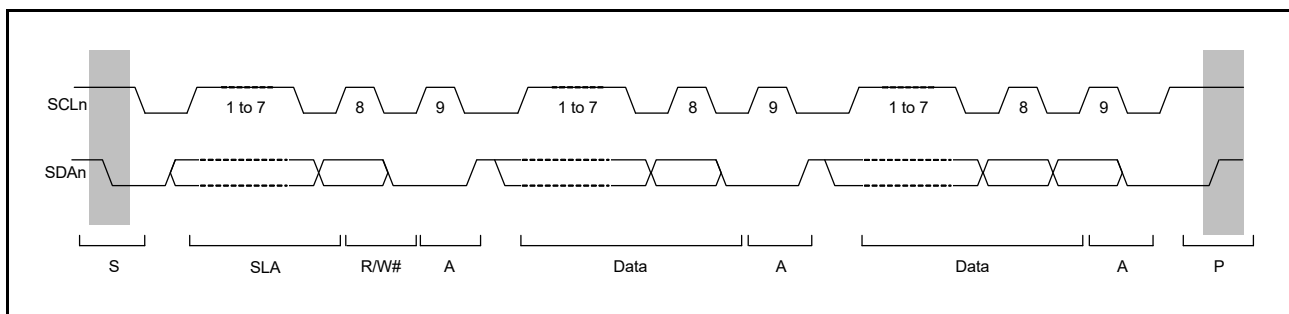 SCLn
1 to 7 8 9 1 to 7 8 9 1 to 7 8 9
SDAn
S SLA R/W# A Data A Data A P